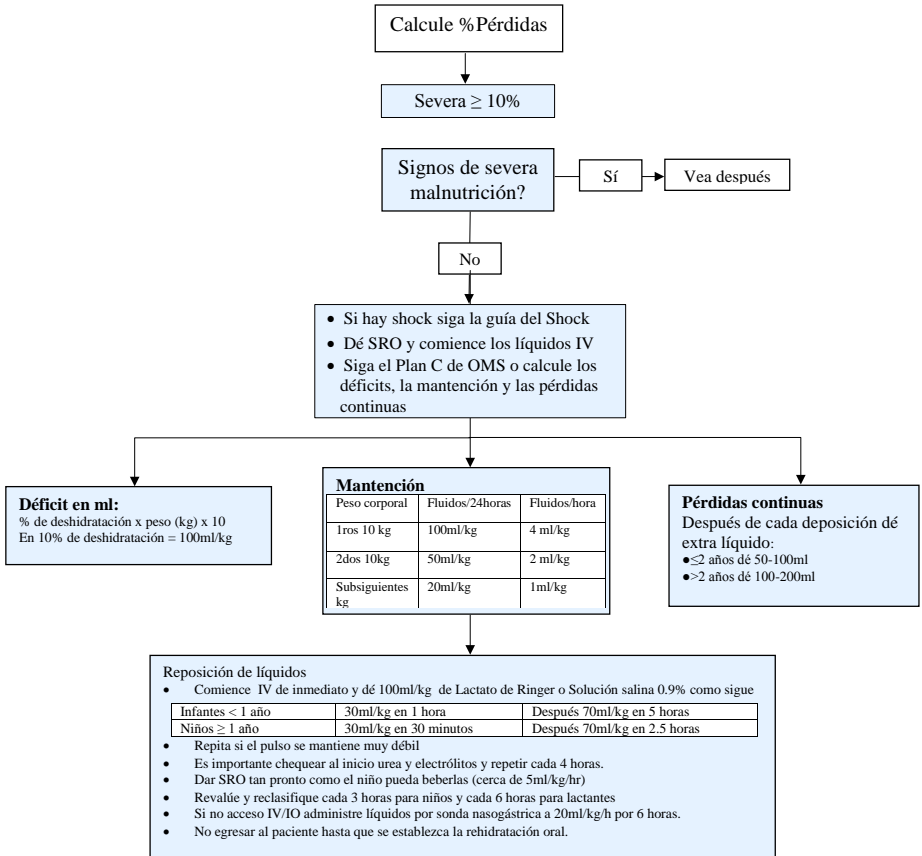 Calcule %Pérdidas
Severa ≥ 10%
Signos de severa
malnutrición?
Sí
Vea después
No
• Si hay shock siga la guía del Shock
• Dé SRO y comience los líquidos IV
• Siga el Plan C de OMS o calcule los
déficits, la mantención y las pérdidas
continuas
Déficit en ml:
% de deshidratación x peso (kg) x 10
En 10% de deshidratación = 100ml/kg
Mantención
Peso corporal Fluidos/24horas Fluidos/hora
1ros 10 kg 100ml/kg 4 ml/kg
2dos 10kg 50ml/kg 2 ml/kg
Subsiguientes 20ml/kg 1ml/kg
kg
Pérdidas continuas
Después de cada deposición dé
extra líquido:
●≤2 años dé 50-100ml
●>2 años dé 100-200ml
Reposición de líquidos
• Comience IV de inmediato y dé 100ml/kg de Lactato de Ringer o Solución salina 0.9% como sigue
Infantes < 1 año 30ml/kg en 1 hora Después 70ml/kg en 5 horas
Niños ≥ 1 año 30ml/kg en 30 minutos Después 70ml/kg en 2.5 horas
• Repita si el pulso se mantiene muy débil
• Es importante chequear al inicio urea y electrólitos y repetir cada 4 horas.
• Dar SRO tan pronto como el niño pueda beberlas (cerca de 5ml/kg/hr)
• Revalúe y reclasifique cada 3 horas para niños y cada 6 horas para lactantes
• Si no acceso IV/IO administre líquidos por sonda nasogástrica a 20ml/kg/h por 6 horas.
• No egresar al paciente hasta que se establezca la rehidratación oral.